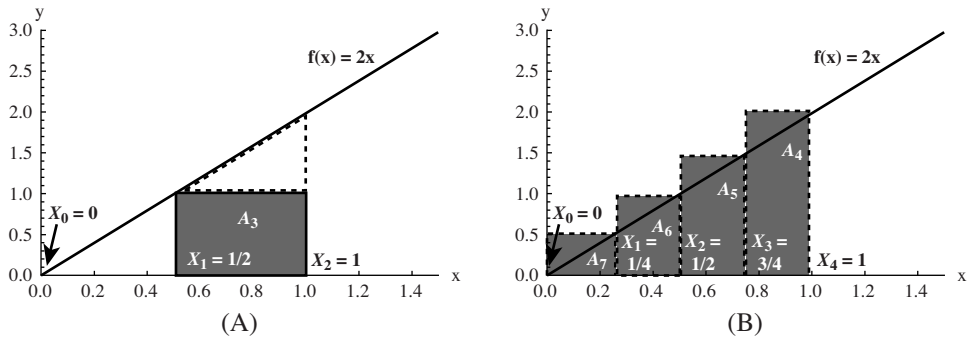 y
3.0
2.5
2.0
1.5
1.0
0.5
0.0
f(x) = 2x
X0 = 0
A3
X1 = 1/2
X2 = 1
0.0 0.2 0.4 0.6 0.8 1.0 1.2 1.4 x
(A)
y
3.0
2.5
2.0
1.5
1.0
0.5
0.0
f(x) = 2x
A4
A5
X0 = 0
A6
A7
X1 = 1/4
X2 = 1/2
X3 = 3/4
X4 = 1
0.0 0.2 0.4 0.6 0.8 1.0 1.2 1.4 x
(B)